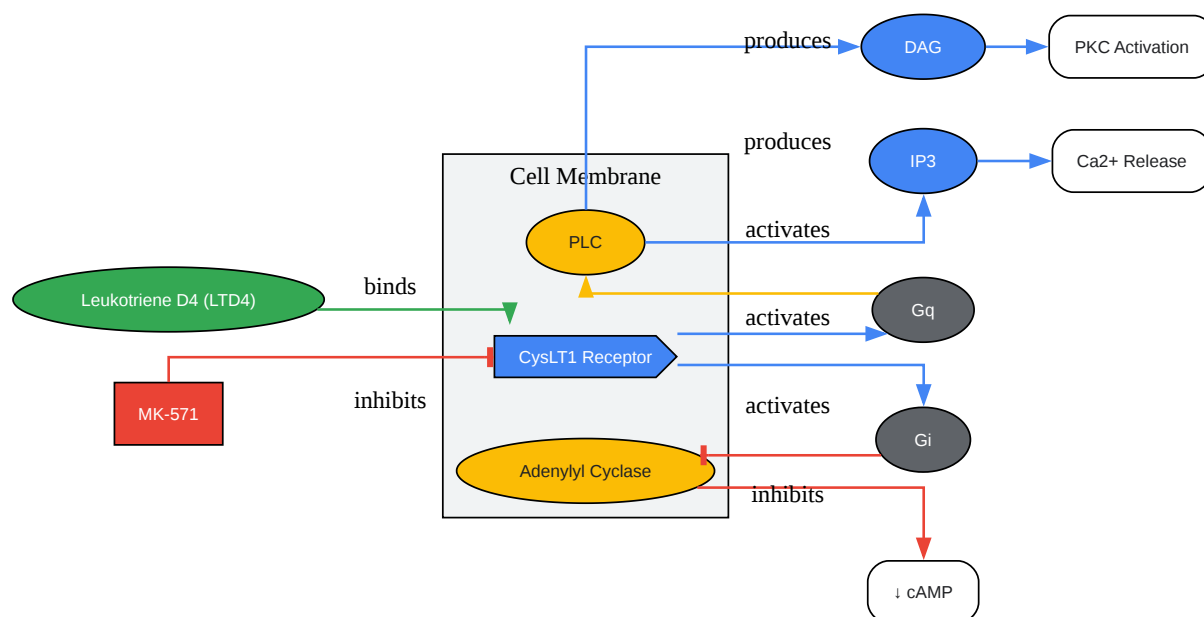 produces
DAG
PKC Activation
produces
IP3
Ca2+ Release
Cell Membrane
PLC
activates
Leukotriene D4 (LTD4)
binds
Gq
activates
CysLT1 Receptor
MK-571
inhibits
activates
Gi
Adenylyl Cyclase
inhibits
↓ cAMP